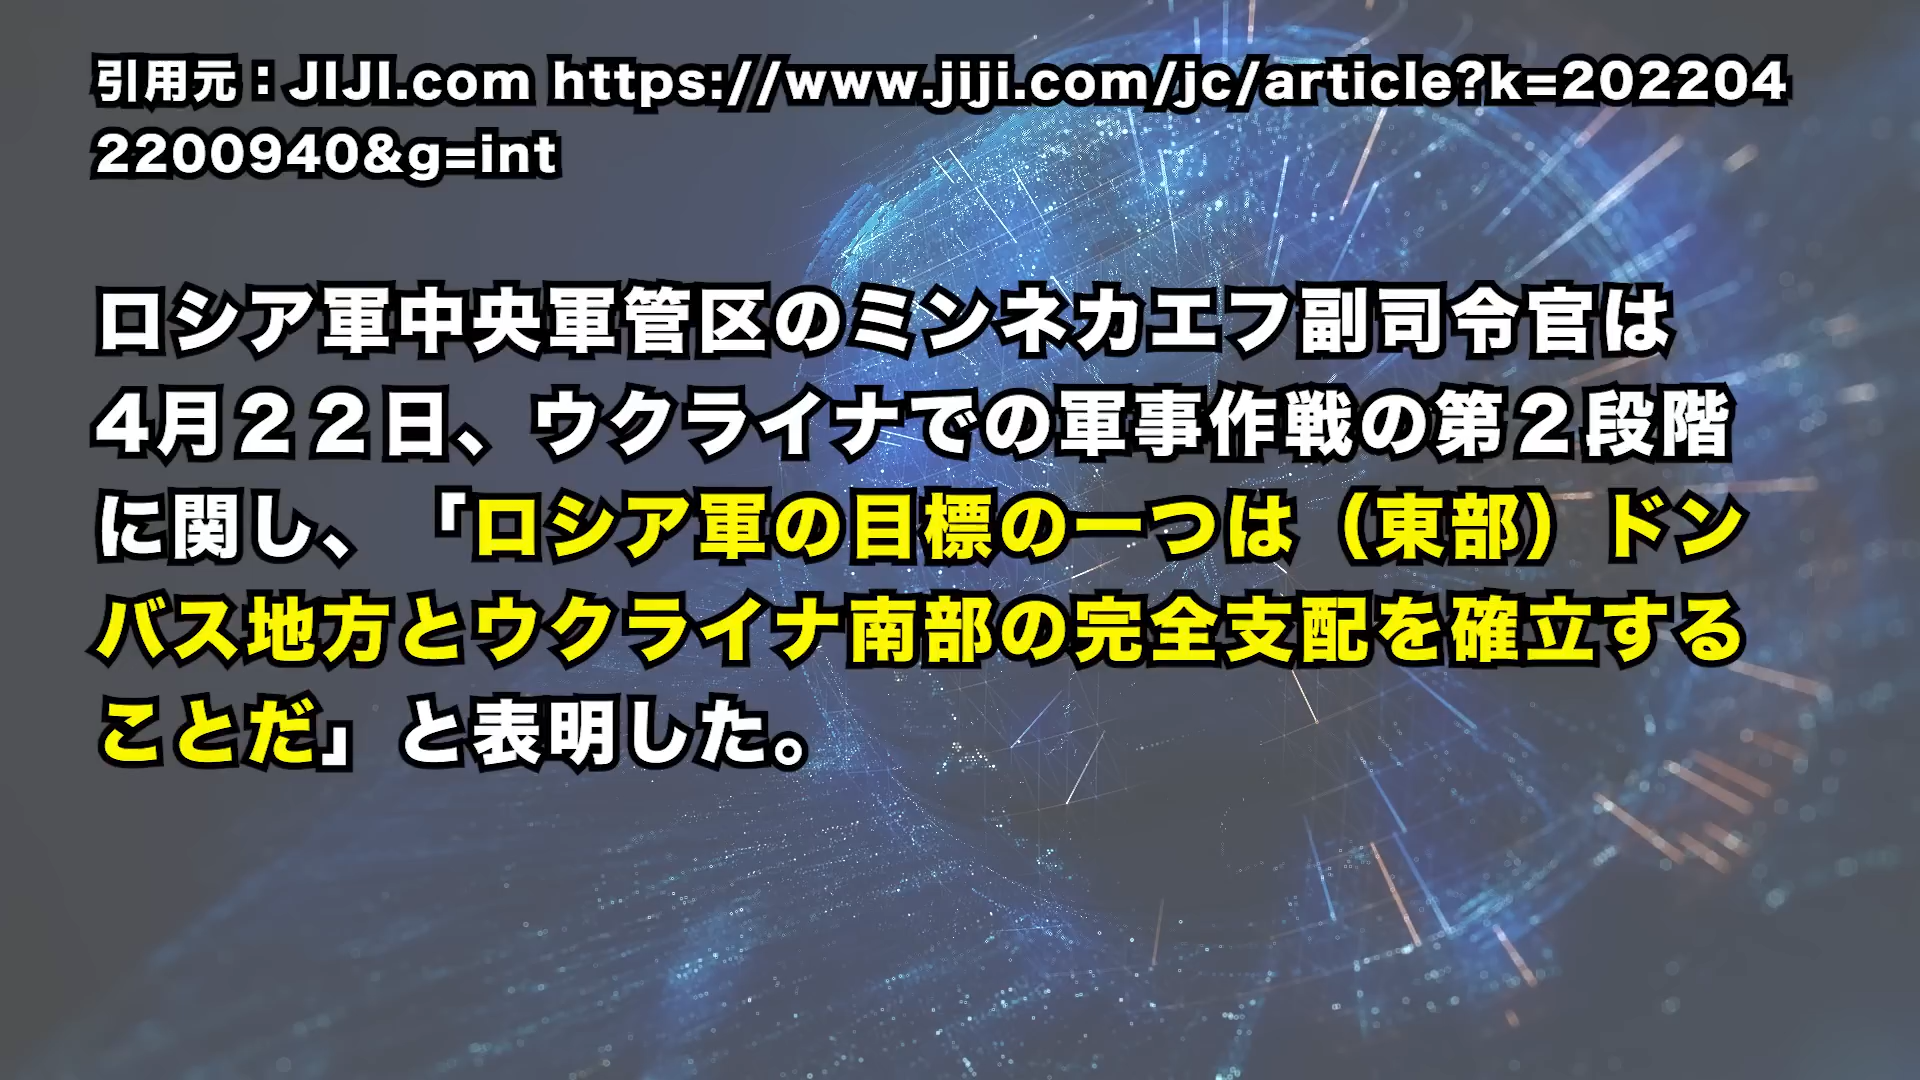 引用元：JIJI.com https://www.jiji.com/jc/article?k=202204
2200940&g=int
ロシア軍中央軍管区のミンネカエフ副司令官は
4月２２日、ウクライナでの軍事作戦の第２段階
に関し、「ロシア軍の目標の一つは（東部）ドン
バス地方とウクライナ南部の完全支配を確立する
ことだ」と表明した。